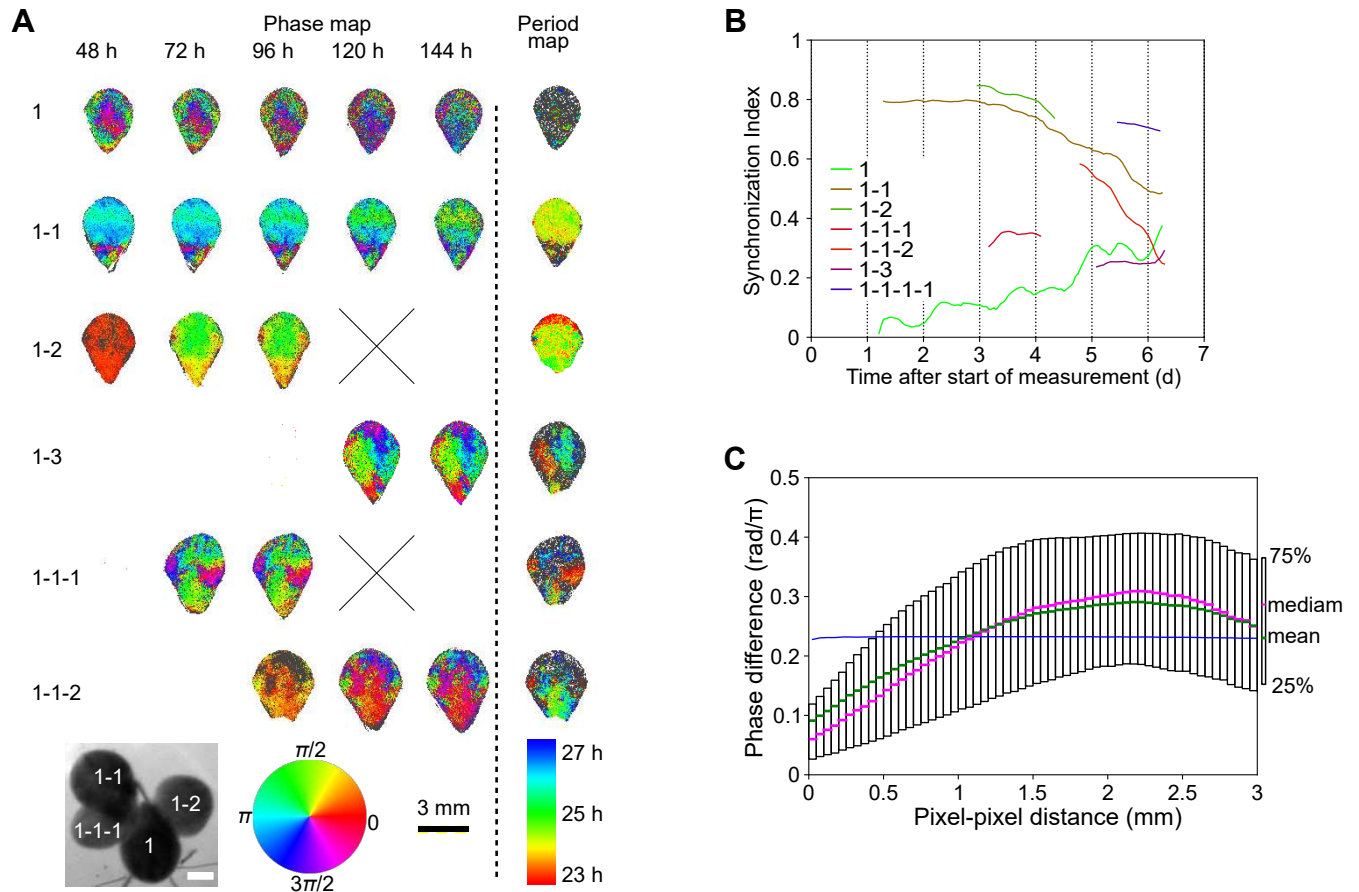 A
Phase map
Period
map
48 h
72 h
96 h
120 h
144 h
1
1-1
1-2
1-3
1-1-1
1-1-2
1-1
1-2
1-1-1
1
π/2
π
0
3π/2
3 mm
27 h
25 h
23 h
B
Synchronization Index
1
0.8
0.6
0.4
0.2
0
1
1-1
1-2
1-1-1
1-1-2
1-3
1-1-1-1
0 1 2 3 4 5 6 7
Time after start of measurement (d)
C
Phase difference (rad/π)
0.5
0.4
0.3
0.2
0.1
0
75%
mediam
mean
25%
0 0.5 1 1.5 2 2.5 3
Pixel-pixel distance (mm)